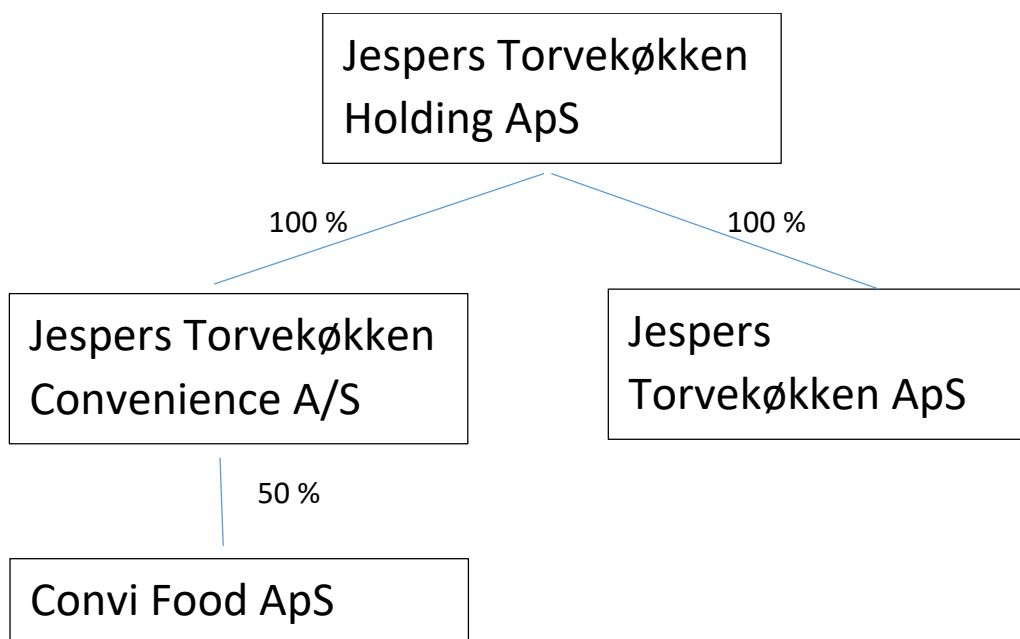 Jespers Torvekøkken
Holding ApS
100 %
100 %
Jespers Torvekøkken
Convenience A/S
Jespers
Torvekøkken ApS
50 %
Convi Food ApS